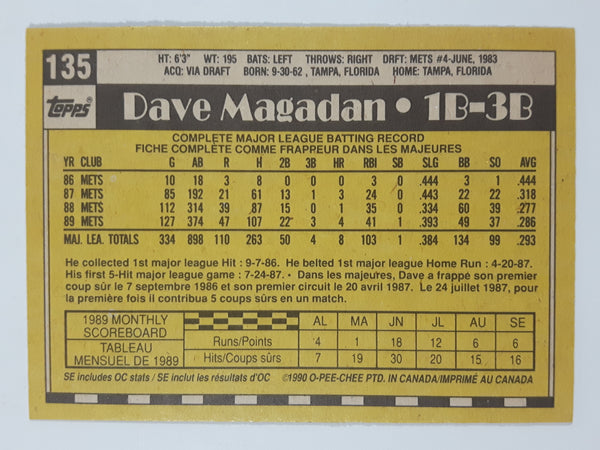 135
HT: 6'3" WT: 195 BATS: LEFT THROWS: RIGHT DRFT: METS #4-JUNE, 1983
ACQ: VIA DRAFT BORN: 9-30-62, TAMPA, FLORIDA HOME: TAMPA, FLORIDA
topps®
Dave Magadan • 1B-3B
COMPLETE MAJOR LEAGUE BATTING RECORD
FICHE COMPLÈTE COMME FRAPPEUR DANS LES MAJEURES
YR CLUB G AB R H 2B 3B HR RBI SB SLG BB SO AVG
86 METS 10 18 3 8 0 0 0 3 0 .444 3 1 .444
87 METS 85 192 21 61 13 1 3 24 0 .443 22 22 .318
88 METS 112 314 39 87 15 0 1 35 0 .334 60 39 .277
89 METS 127 374 47 107 22 3 4 41 1 .393 49 37 .286
MAJ. LEA. TOTALS 334 898 110 263 50 4 8 103 1 .384 134 99 .293
He collected 1st major league Hit : 9-7-86. He belted 1st major league Home Run : 4-20-87.
His first 5-Hit major league game : 7-24-87. • Dans les majeures, Dave a frappé son premier
coup sûr le 7 septembre 1986 et son premier circuit le 20 avril 1987. Le 24 juillet 1987, pour
la première fois il contribua 5 coups sûrs en un match.
1989 MONTHLY SCOREBOARD AL MA JN JL AU SE
TABLEAU MENSUEL DE 1989 Runs/Points 4 1 18 12 6 6
Hits/Coups sûrs 7 19 30 20 15 16
SE includes OC stats / SE inclut les résultats d'OC ©1990 O-PEE-CHEE PTD. IN CANADA/IMPRIMÉ AU CANADA